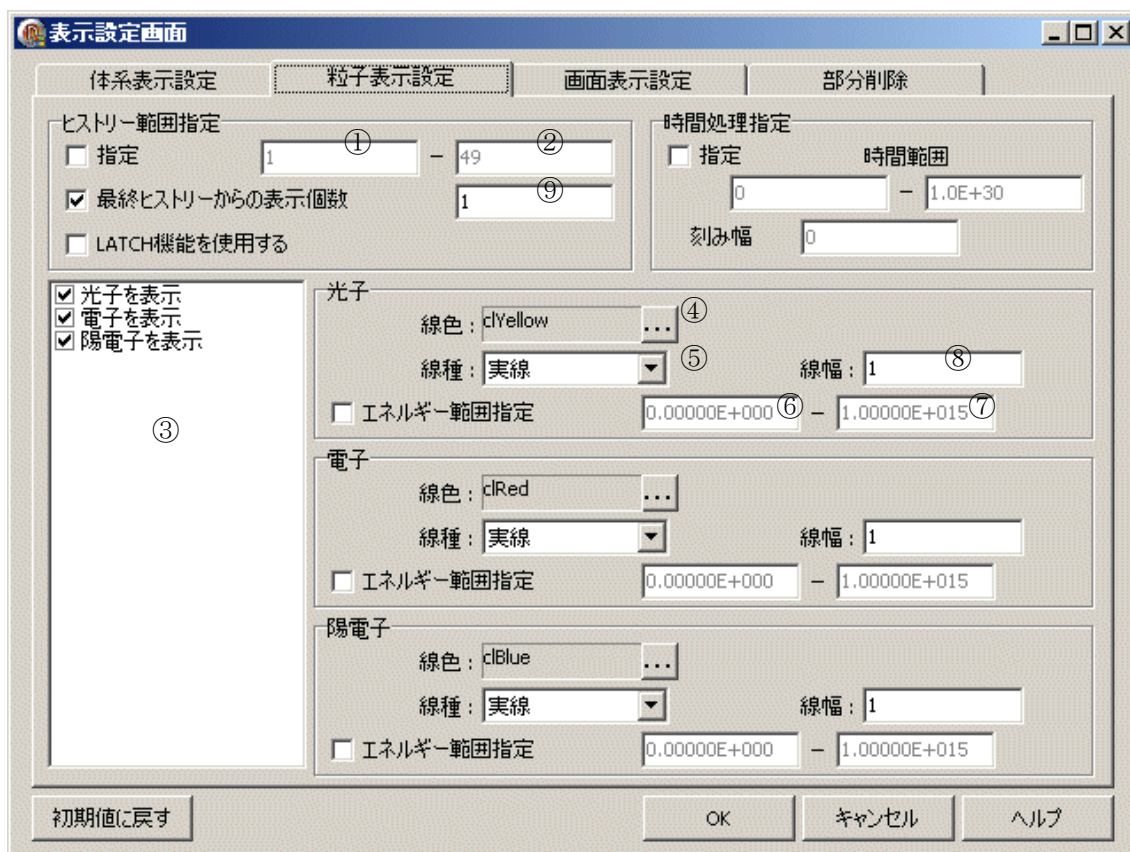 表示設定画面
体系表示設定 粒子表示設定 画面表示設定 部分削除
ヒストリー範囲指定
指定 1 ① - 49 ②
最終ヒストリーからの表示個数 1 ⑨
LATCH機能を使用する
時間処理指定
指定 時間範囲
0 - 1.0E+30
刻み幅 0
光子を表示
電子を表示
陽電子を表示
③
光子
線色: clYellow ... ④
線種: 実線 ⑤ 線幅: 1 ⑧
エネルギー範囲指定 0.00000E+000 ⑥ - 1.00000E+015 ⑦
電子
線色: clRed ...
線種: 実線 線幅: 1
エネルギー範囲指定 0.00000E+000 - 1.00000E+015
陽電子
線色: clBlue ...
線種: 実線 線幅: 1
エネルギー範囲指定 0.00000E+000 - 1.00000E+015
初期値に戻す OK キャンセル ヘルプ